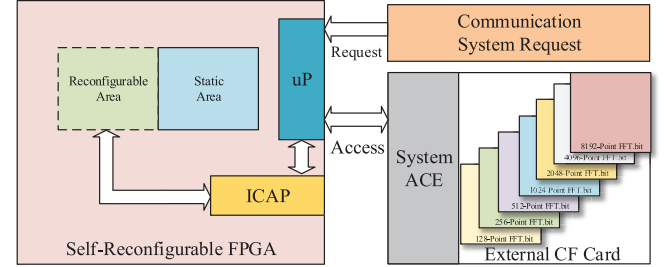 Reconfigurable
Area
Static
Area
uP
ICAP
Self-Reconfigurable FPGA
Request
Access
Communication
System Request
System
ACE
8192-Point FFT.bit
4096-Point FFT.bit
2048-Point FFT.bit
1024-Point FFT.bit
512-Point FFT.bit
256-Point FFT.bit
128-Point FFT.bit
External CF Card